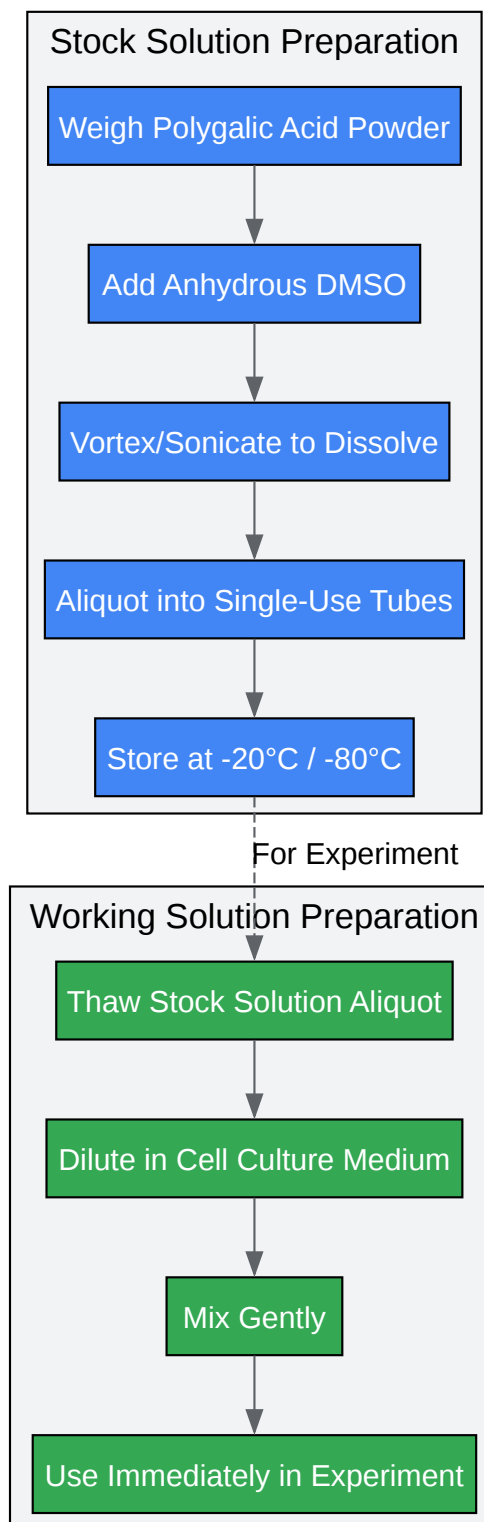 Stock Solution Preparation
Weigh Polygalic Acid Powder
Add Anhydrous DMSO
Vortex/Sonicate to Dissolve
Aliquot into Single-Use Tubes
Store at -20°C / -80°C
For Experiment
Working Solution Preparation
Thaw Stock Solution Aliquot
Dilute in Cell Culture Medium
Mix Gently
Use Immediately in Experiment